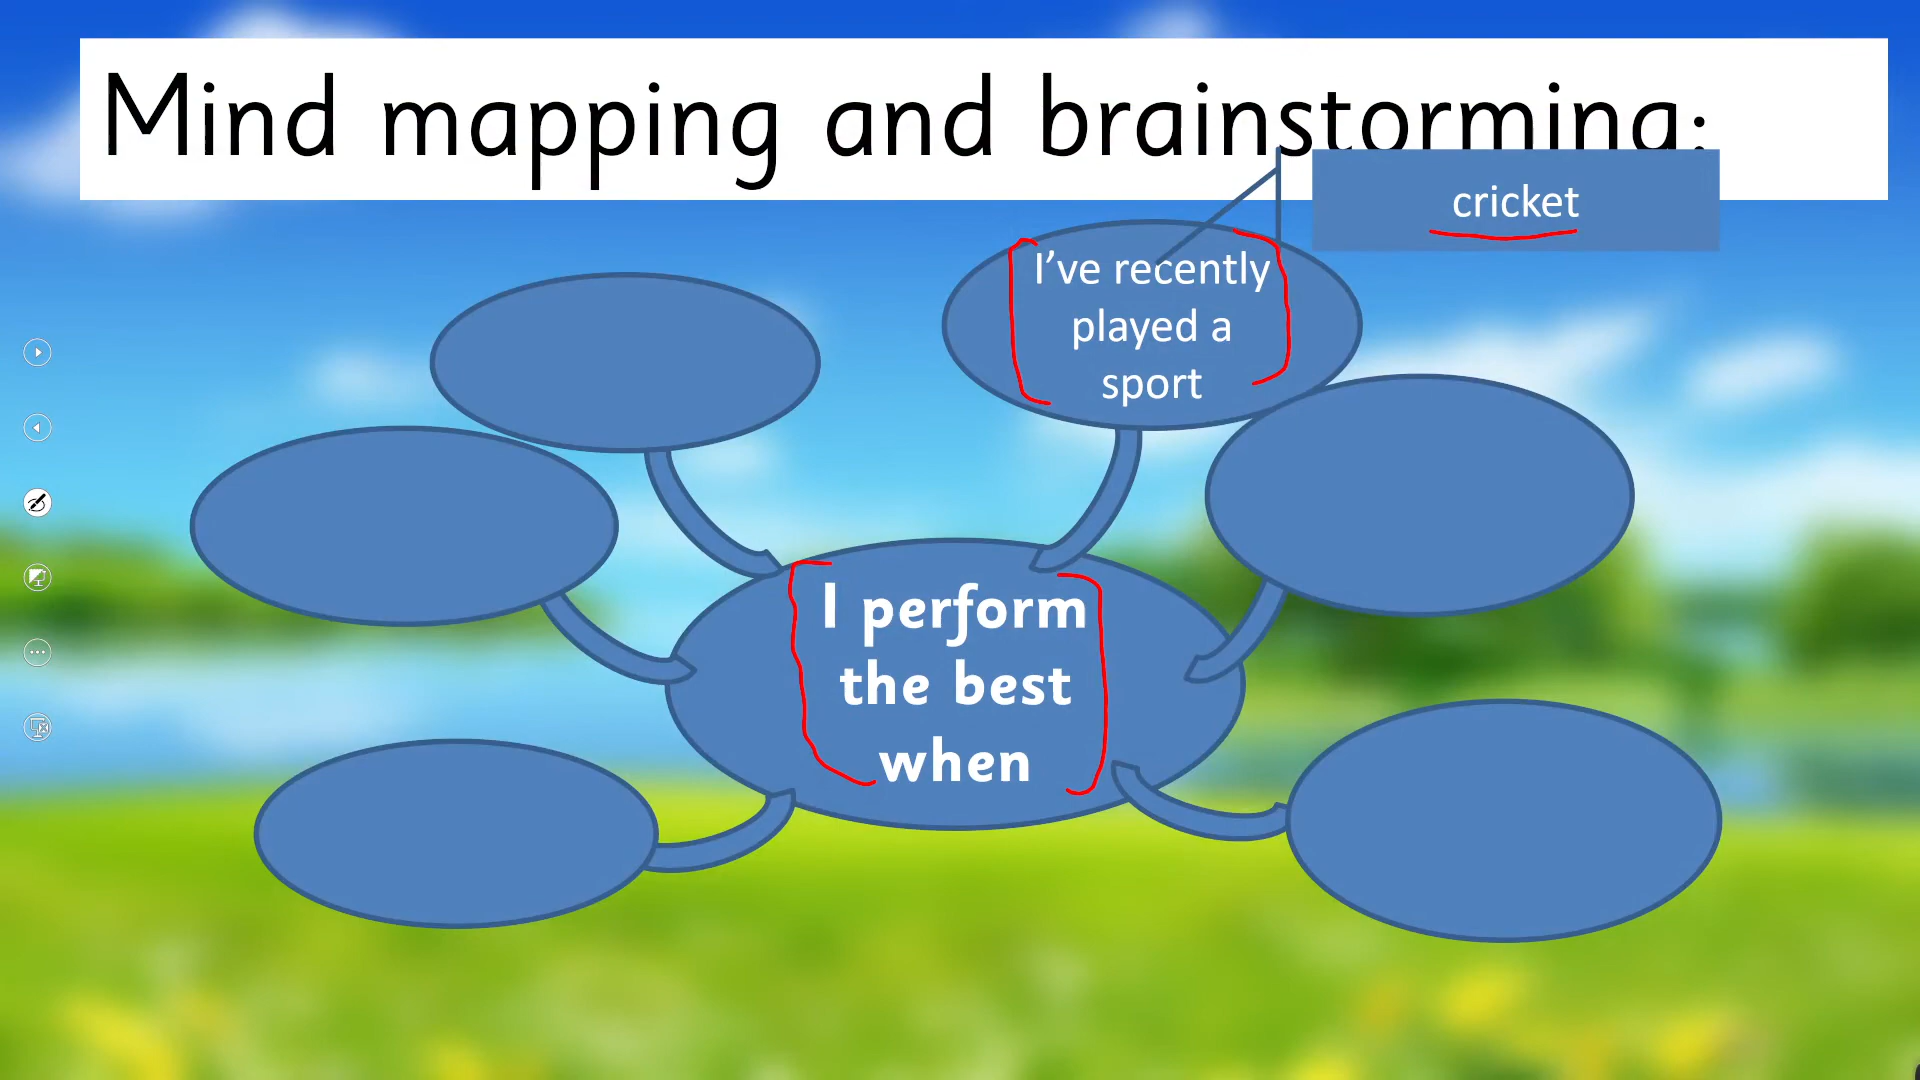 Mind mapping and brainstorming:
cricket
I've recently
played a
sport
I perform
the best
when